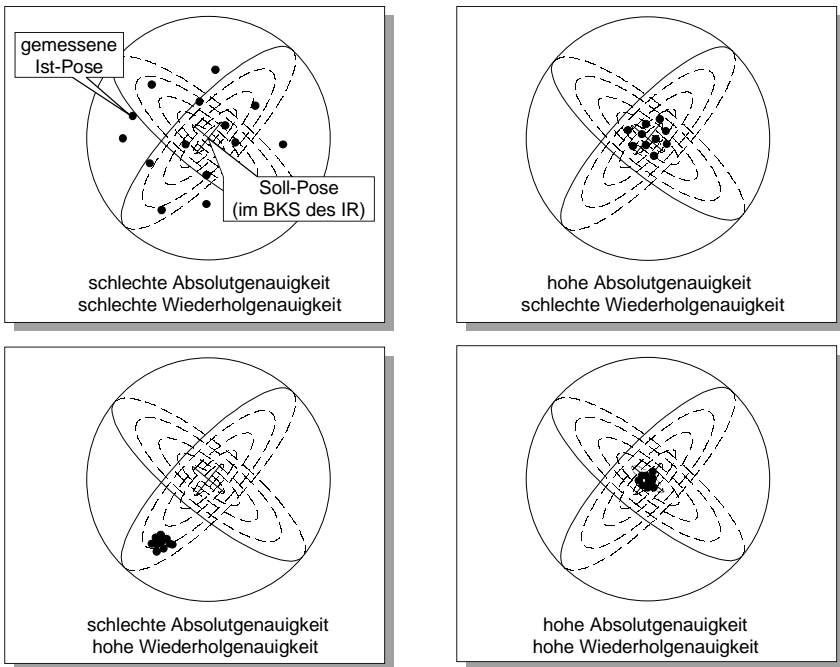 gemessene
Ist-Pose
Soll-Pose
(im BKS des IR)
schlechte Absolutgenauigkeit
schlechte Wiederholgenauigkeit
hohe Absolutgenauigkeit
schlechte Wiederholgenauigkeit
schlechte Absolutgenauigkeit
hohe Wiederholgenauigkeit
hohe Absolutgenauigkeit
hohe Wiederholgenauigkeit